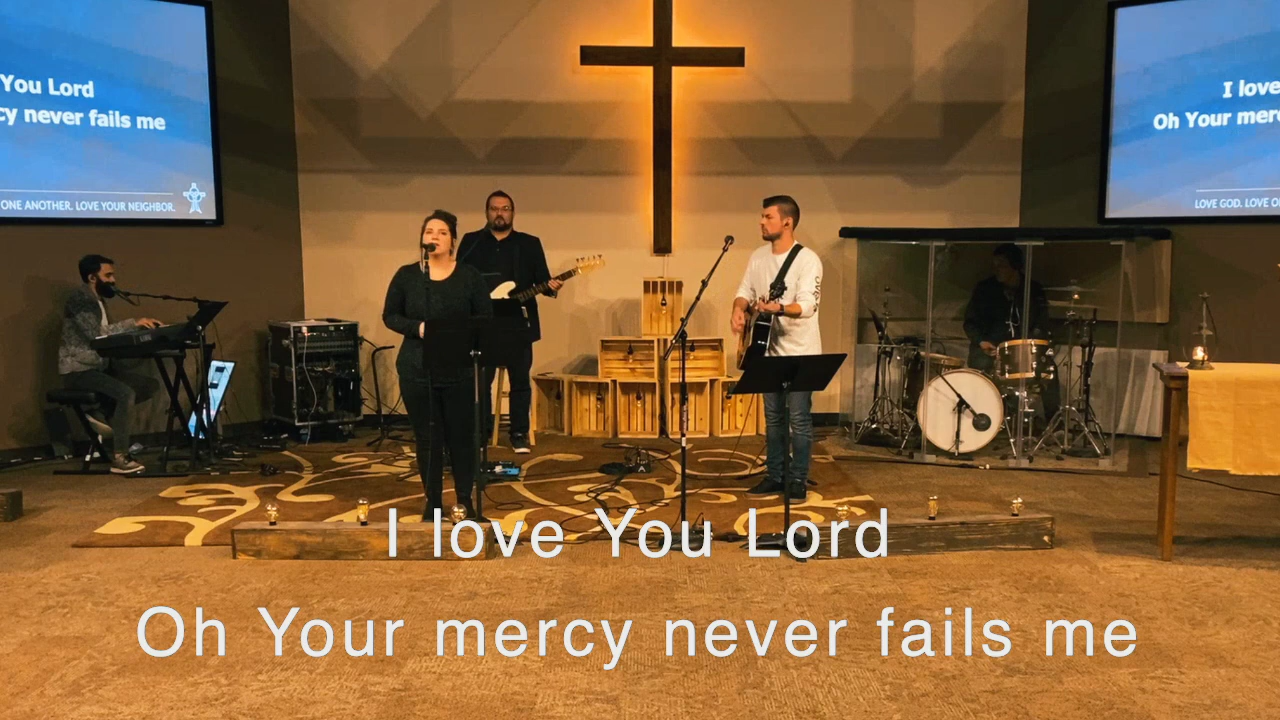 You Lord
cy never fails me
ONE ANOTHER. LOVE YOUR NEIGHBOR.
I love
Oh Your merc
LOVE GOD. LOVE O
I love You Lord
Oh Your mercy never fails me